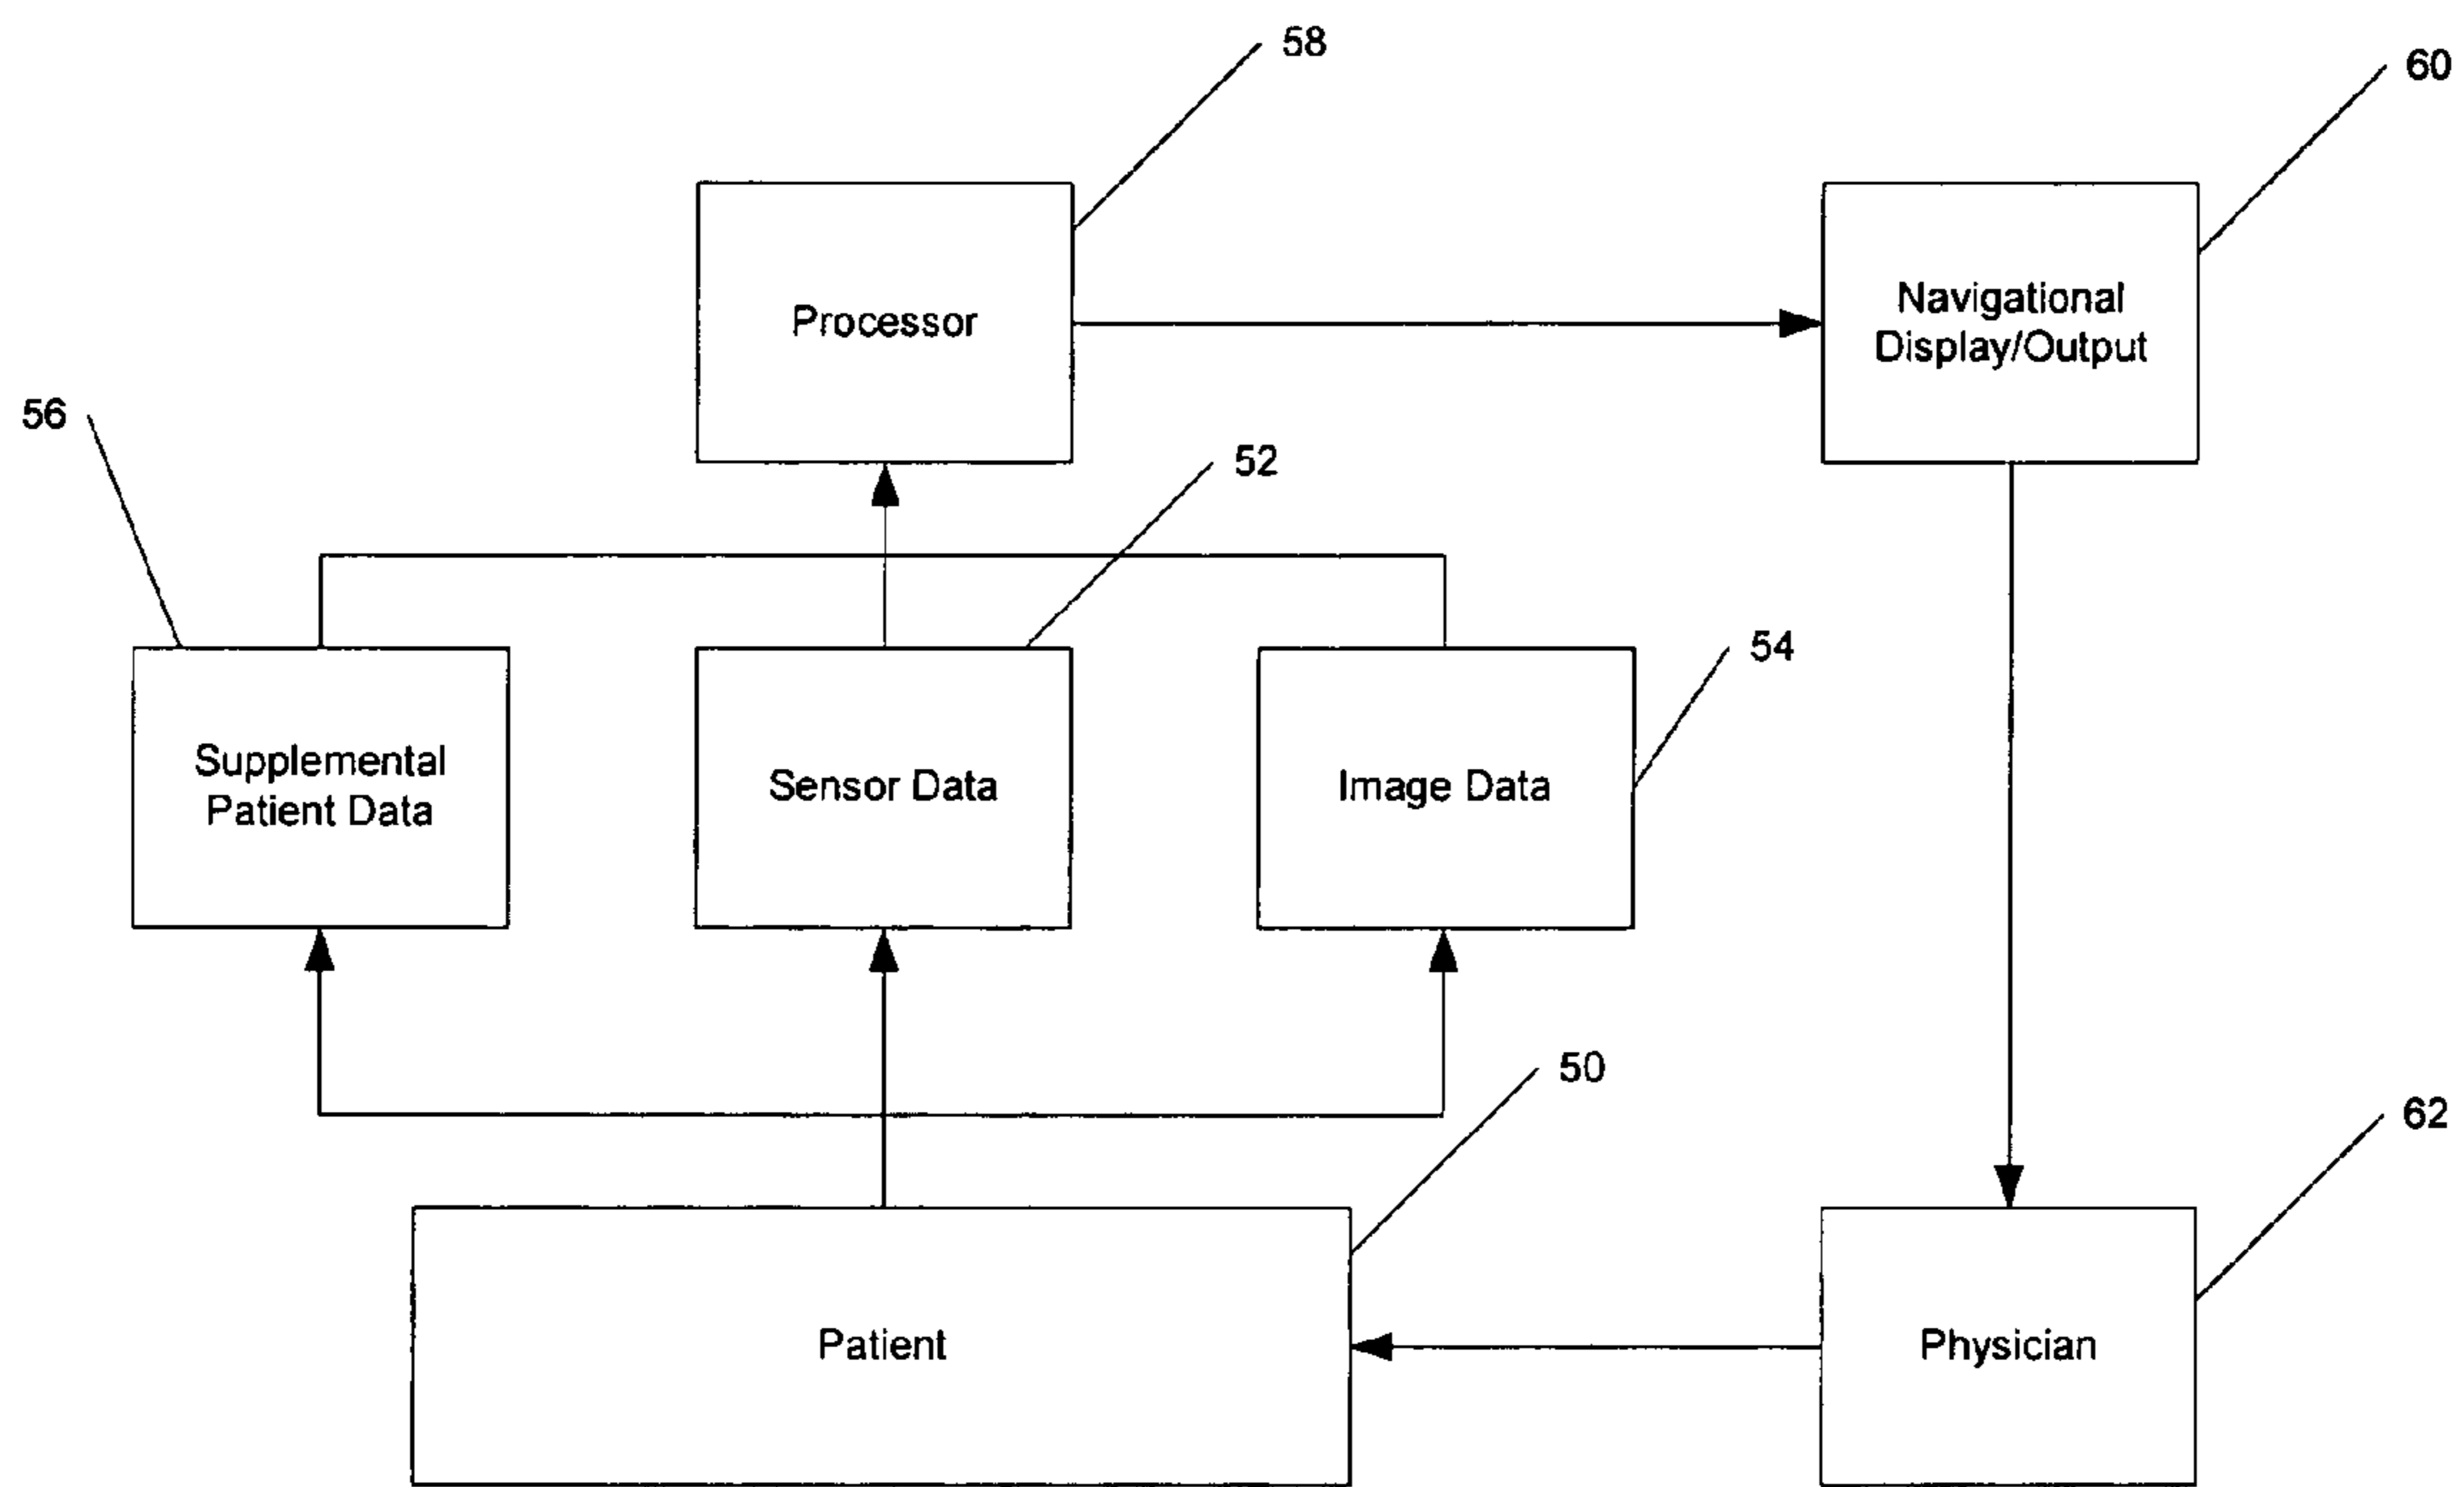 58
60
Processor
Navigational
Display/Output
56
52
54
Supplemental
Patient Data
Sensor Data
Image Data
50
62
Patient
Physician